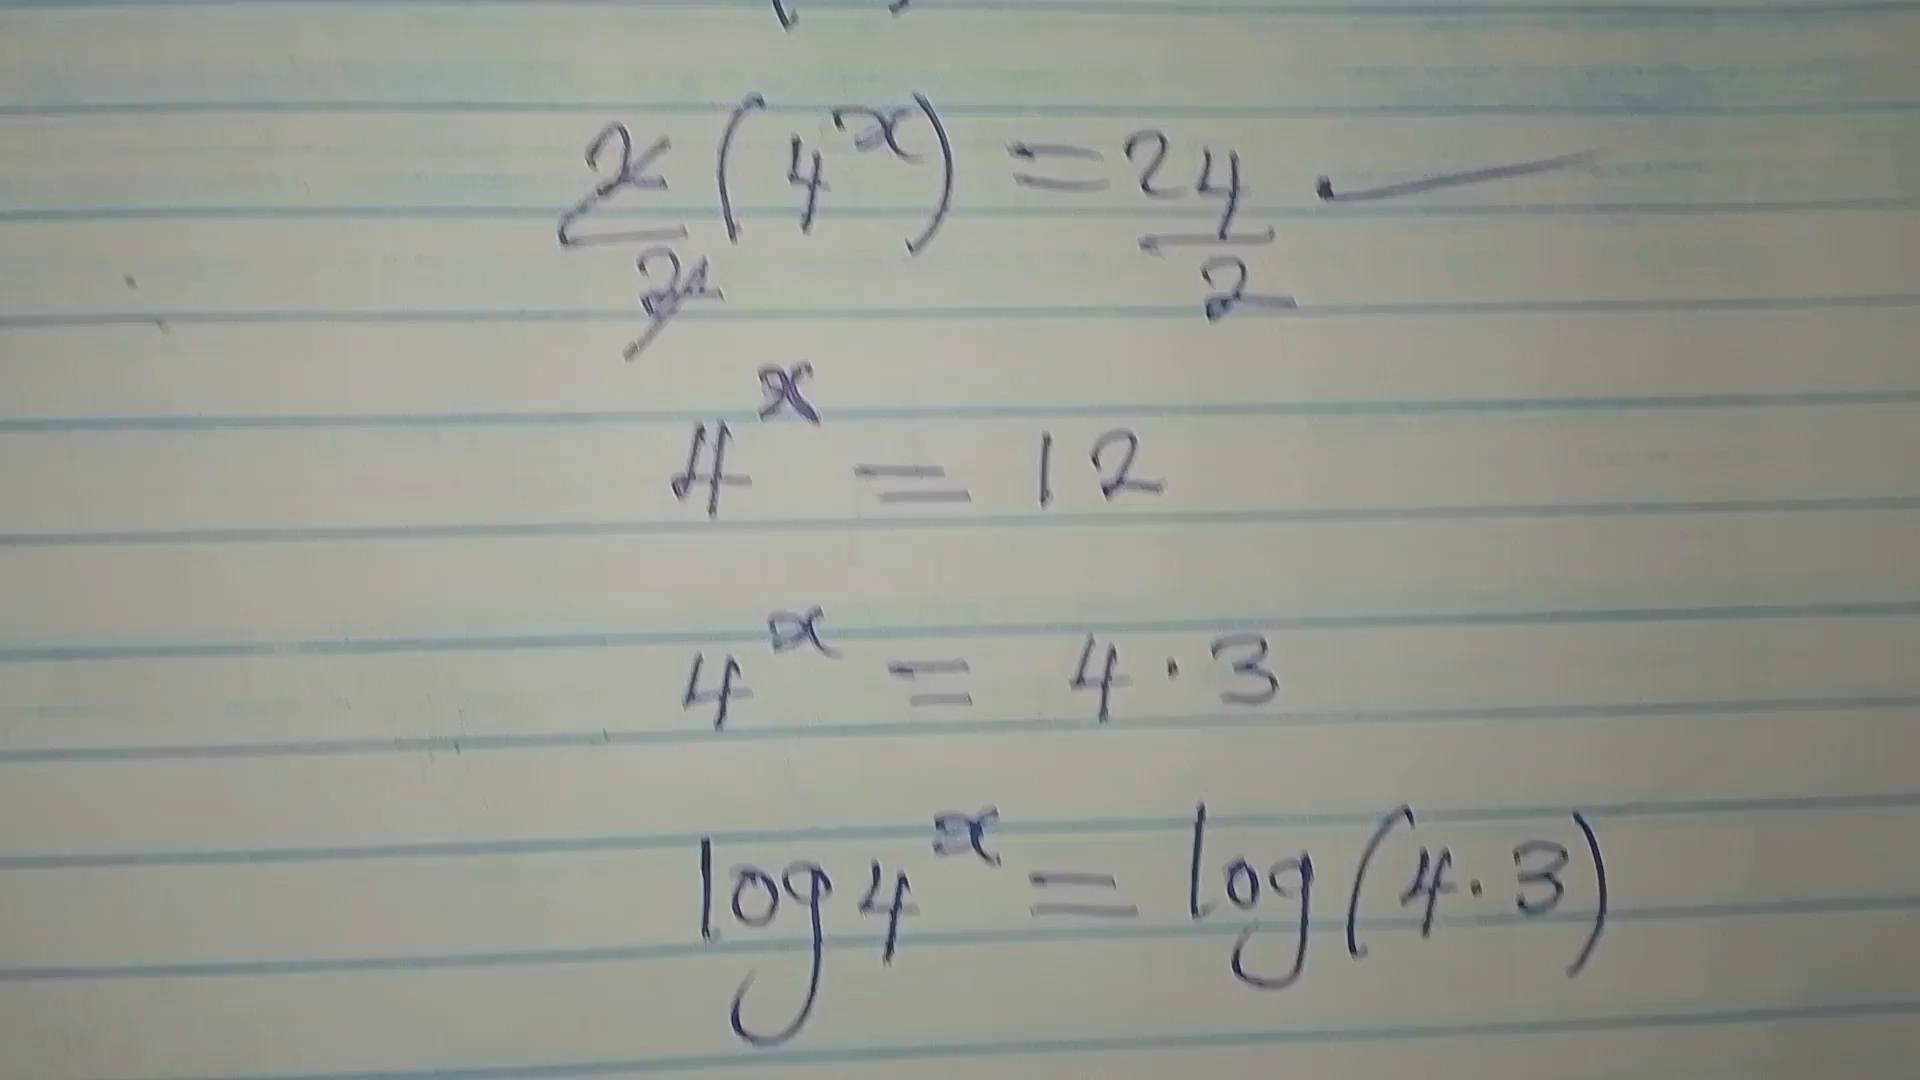 2/2 (4^x) = 24/2
4^x = 12
4^x = 4 · 3
log 4^x = log (4 · 3)